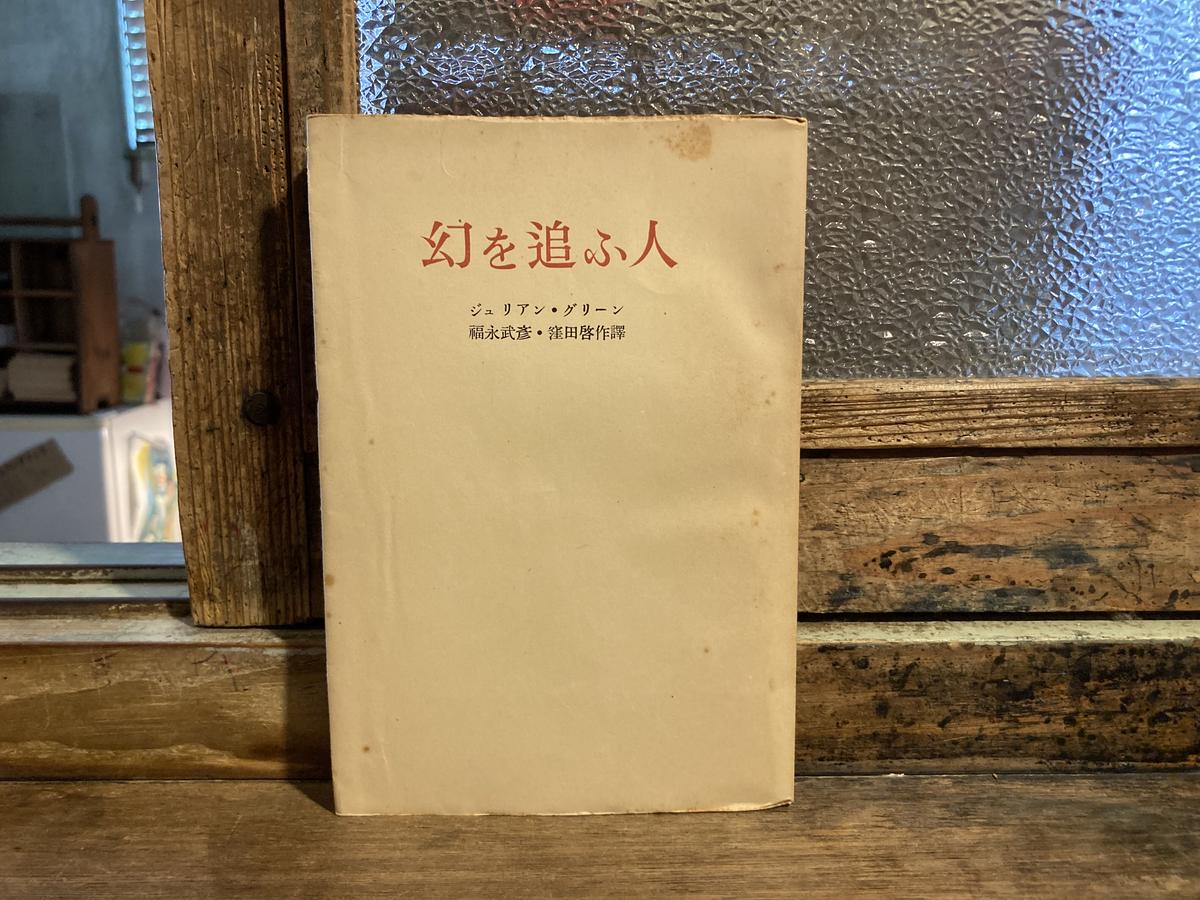 幻を追ふ人
ジュリアン・グリーン
福永武彥・窪田啓作譯